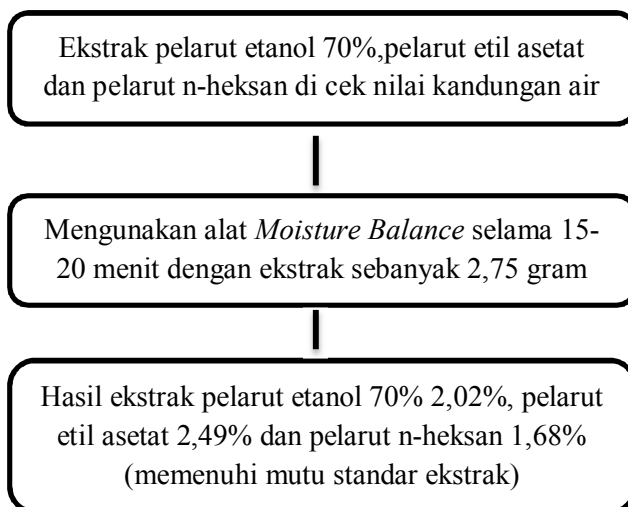 Ekstrak pelarut etanol 70%,pelarut etil asetat
dan pelarut n-heksan di cek nilai kandungan air
Mengunakan alat Moisture Balance selama 15-
20 menit dengan ekstrak sebanyak 2,75 gram
Hasil ekstrak pelarut etanol 70% 2,02%, pelarut
etil asetat 2,49% dan pelarut n-heksan 1,68%
(memenuhi mutu standar ekstrak)